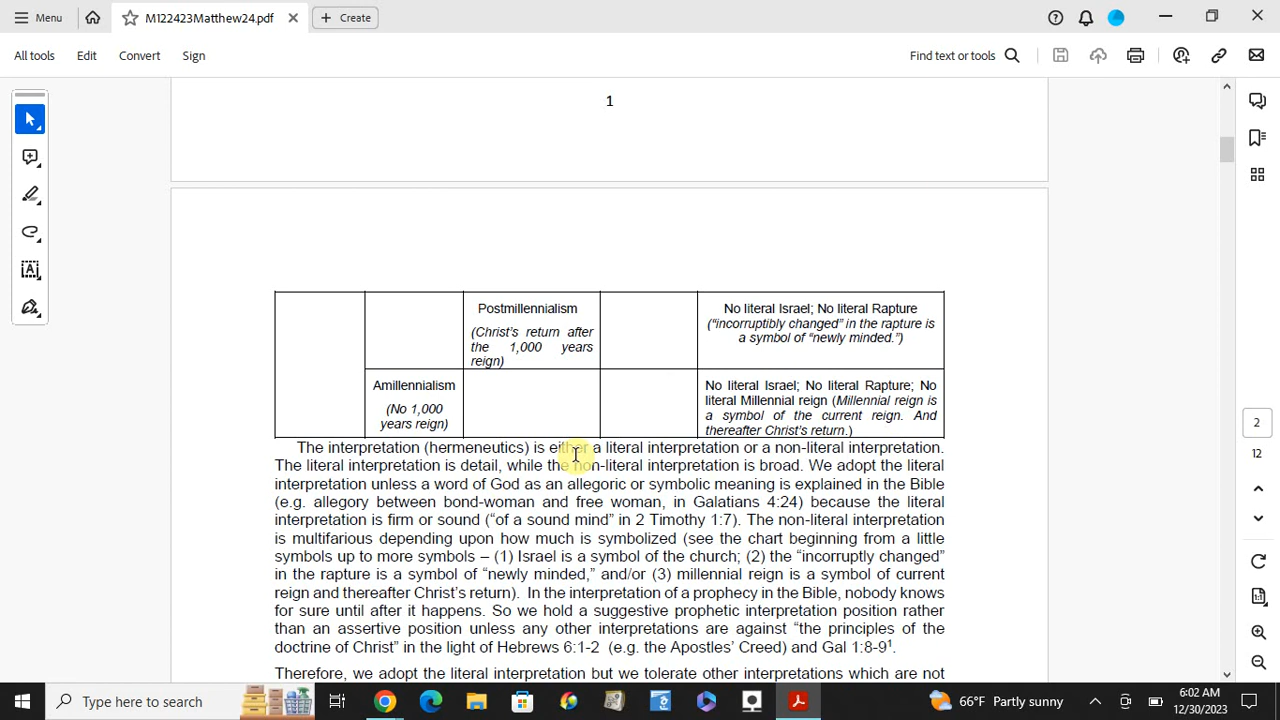 Menu
M122423Matthew24.pdf
Create
All tools
Edit
Convert
Sign
Find text or tools
1
Postmillennialism
(Christ's return after
the 1,000 years
reign)
No literal Israel; No literal Rapture
("incorruptibly changed" in the rapture is
a symbol of "newly minded.")
Amillennialism
(No 1,000
years reign)
No literal Israel; No literal Rapture; No
literal Millennial reign (Millennial reign is
a symbol of the current reign. And
thereafter Christ's return.)
The interpretation (hermeneutics) is either a literal interpretation or a non-literal interpretation.
The literal interpretation is detail, while the non-literal interpretation is broad. We adopt the literal
interpretation unless a word of God as an allegoric or symbolic meaning is explained in the Bible
(e.g. allegory between bond-woman and free woman, in Galatians 4:24) because the literal
interpretation is firm or sound ("of a sound mind" in 2 Timothy 1:7). The non-literal interpretation
is multifarious depending upon how much is symbolized (see the chart beginning from a little
symbols up to more symbols – (1) Israel is a symbol of the church; (2) the "incorruptly changed"
in the rapture is a symbol of "newly minded," and/or (3) millennial reign is a symbol of current
reign and thereafter Christ's return). In the interpretation of a prophecy in the Bible, nobody knows
for sure until after it happens. So we hold a suggestive prophetic interpretation position rather
than an assertive position unless any other interpretations are against "the principles of the
doctrine of Christ" in the light of Hebrews 6:1-2 (e.g. the Apostles' Creed) and Gal 1:8-9¹.
Therefore, we adopt the literal interpretation but we tolerate other interpretations which are not
2
12
Type here to search
66°F Partly sunny
6:02 AM
12/30/2023